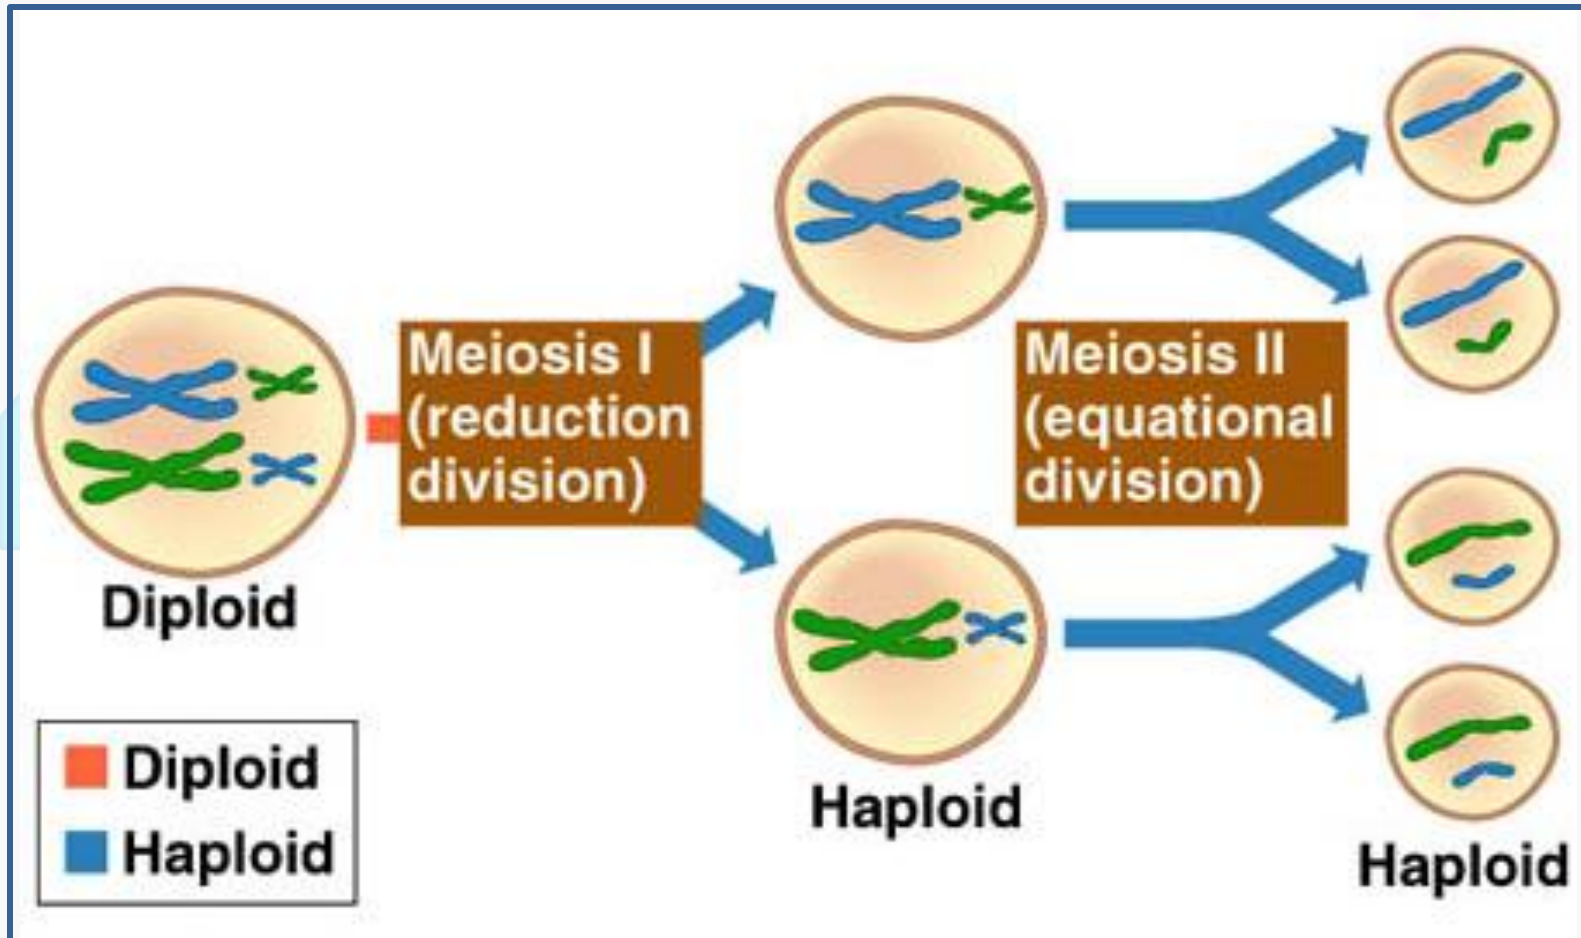 Meiosis I
(reduction
division)
Meiosis II
(equational
division)
Diploid
Haploid
Haploid
Diploid
Haploid